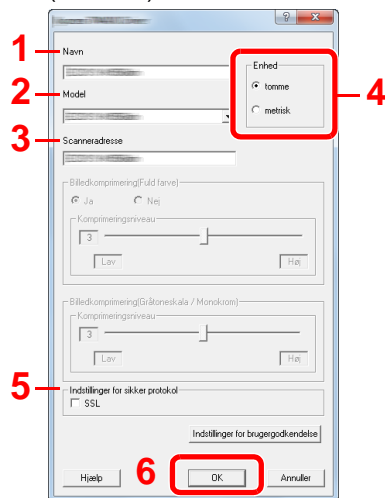 1 Navn
Enhed
tomme
2 Model
metrisk
4
3 Scanneradresse
Billedkomprimering(Fuld farve)
Ja Nej
Komprimeringsniveau
3
Lav Høj
Billedkomprimering(Gråtoneskala / Monokrom)
Komprimeringsniveau
3
Lav Høj
5 Indstillinger for sikker protokol
SSL
Indstillinger for brugergodkendelse
Hjælp 6 OK Annuller